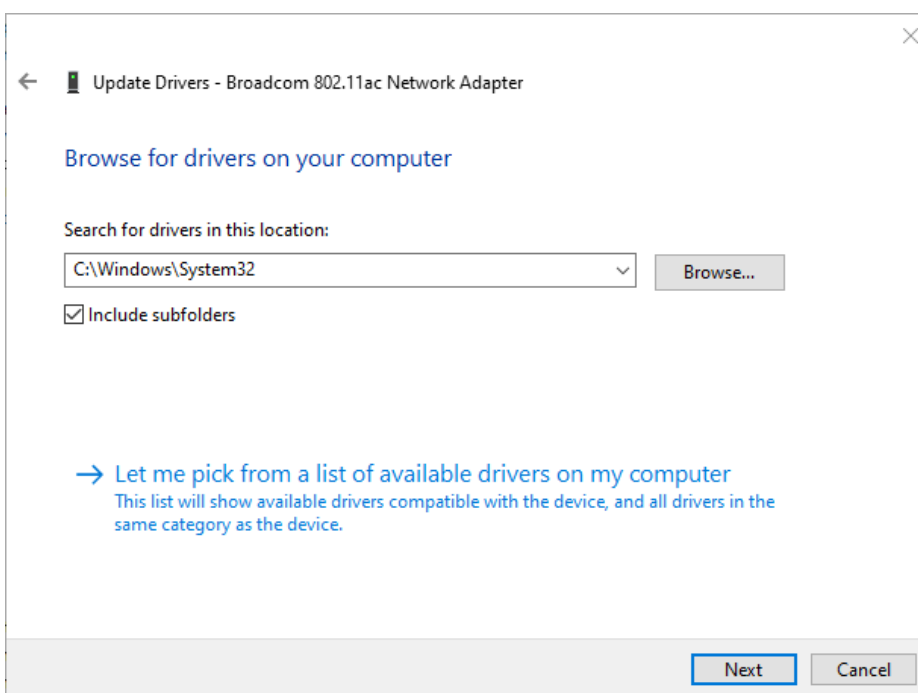 Update Drivers - Broadcom 802.11ac Network Adapter
Browse for drivers on your computer
Search for drivers in this location:
C:\Windows\System32
Browse...
Include subfolders
Let me pick from a list of available drivers on my computer
This list will show available drivers compatible with the device, and all drivers in the
same category as the device.
Next
Cancel